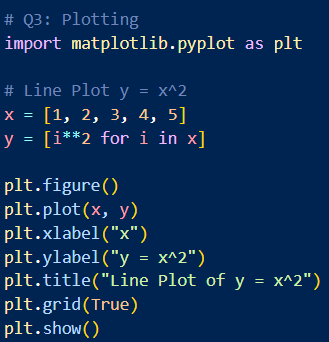 # Q3: Plotting
import matplotlib.pyplot as plt
# Line Plot y = x^2
x = [1, 2, 3, 4, 5]
y = [i**2 for i in x]
plt.figure()
plt.plot(x, y)
plt.xlabel("x")
plt.ylabel("y = x^2")
plt.title("Line Plot of y = x^2")
plt.grid(True)
plt.show()